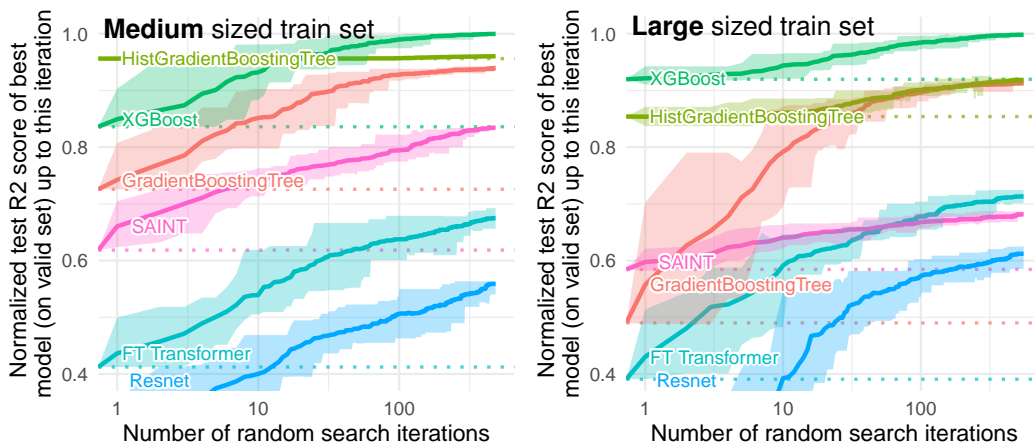 Medium sized train set
Normalized test R2 score of best
model (on valid set) up to this iteration
1.0
0.8
0.6
0.4
HistGradientBoostingTree
XGBoost
GradientBoostingTree
SAINT
FT Transformer
Resnet
1
10
100
Number of random search iterations
Large sized train set
Normalized test R2 score of best
model (on valid set) up to this iteration
1.0
0.8
0.6
0.4
XGBoost
HistGradientBoostingTree
SAINT
GradientBoostingTree
FT Transformer
Resnet
1
10
100
Number of random search iterations